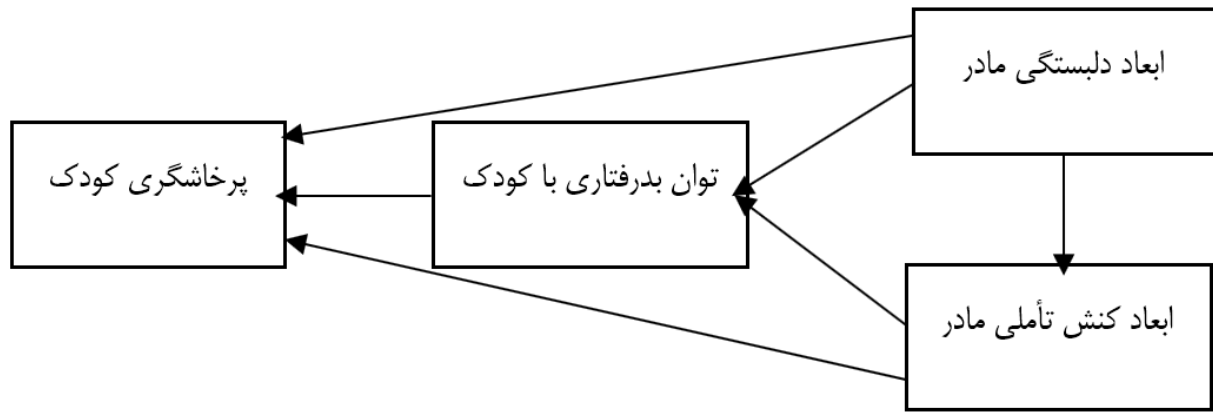 ابعاد دلبستگی مادر
توان بدرفتاری با کودک
پرخاشگری کودک
ابعاد کنش تأملی مادر